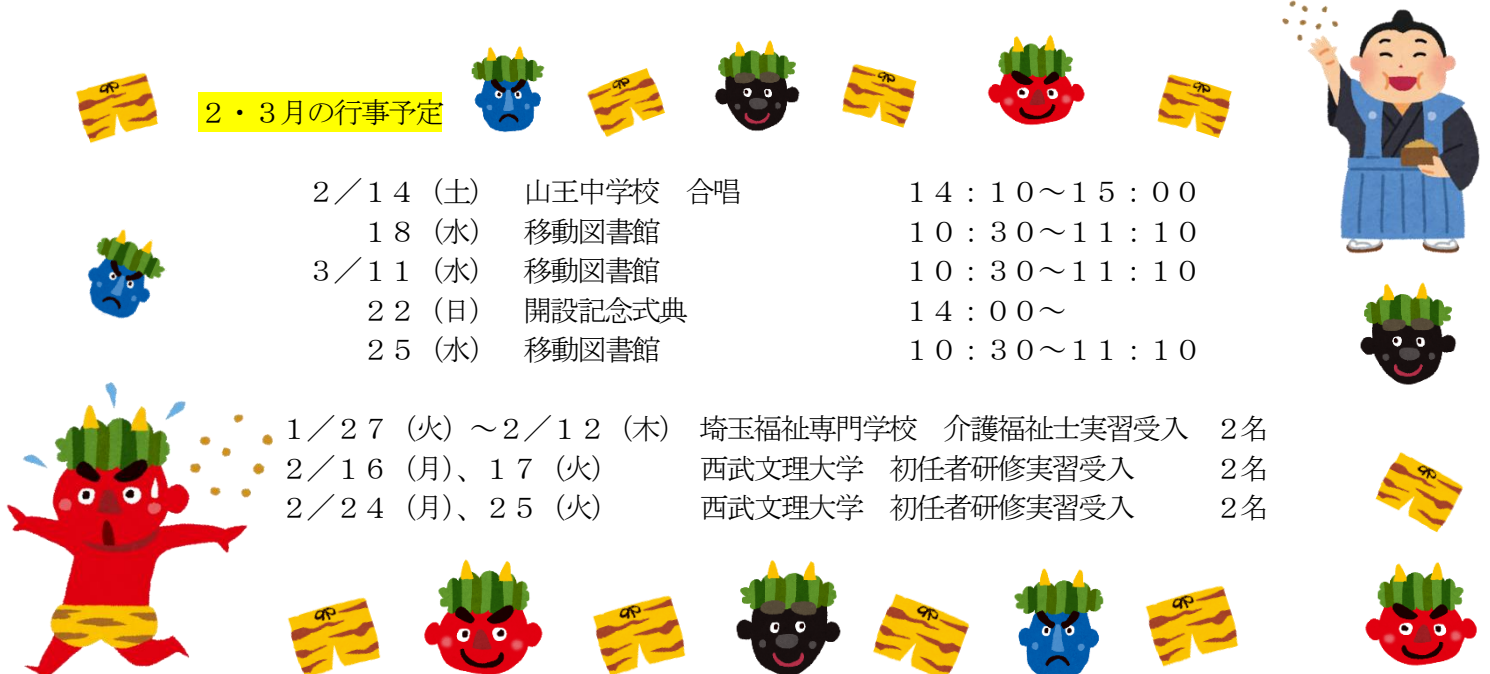 ２・３月の行事予定
２／１４（土）　山王中学校　合唱　１４：１０～１５：００
１８（水）　移動図書館　１０：３０～１１：１０
３／１１（水）　移動図書館　１０：３０～１１：１０
２２（日）　開設記念式典　１４：００～
２５（水）　移動図書館　１０：３０～１１：１０
１／２７（火）～２／１２（木）　埼玉福祉専門学校　介護福祉士実習受入　２名
２／１６（月）、１７（火）　西武文理大学　初任者研修実習受入　２名
２／２４（月）、２５（火）　西武文理大学　初任者研修実習受入　２名